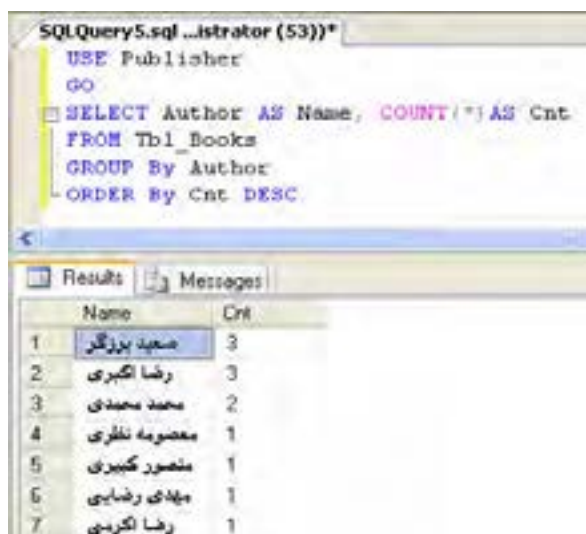 SQLQuery5.sql ...istrator (53))*
USE Publisher
GO
SELECT Author AS Name, COUNT(*)AS Cnt
FROM Tbl_Books
GROUP By Author
ORDER By Cnt DESC
Results Messages
Name Cnt
1 سعید برزگر 3
2 رضا اکبری 3
3 محمد محمدی 2
4 معصومه نظری 1
5 منصور کبیری 1
6 مهدی رضایی 1
7 رضا اکرمی 1